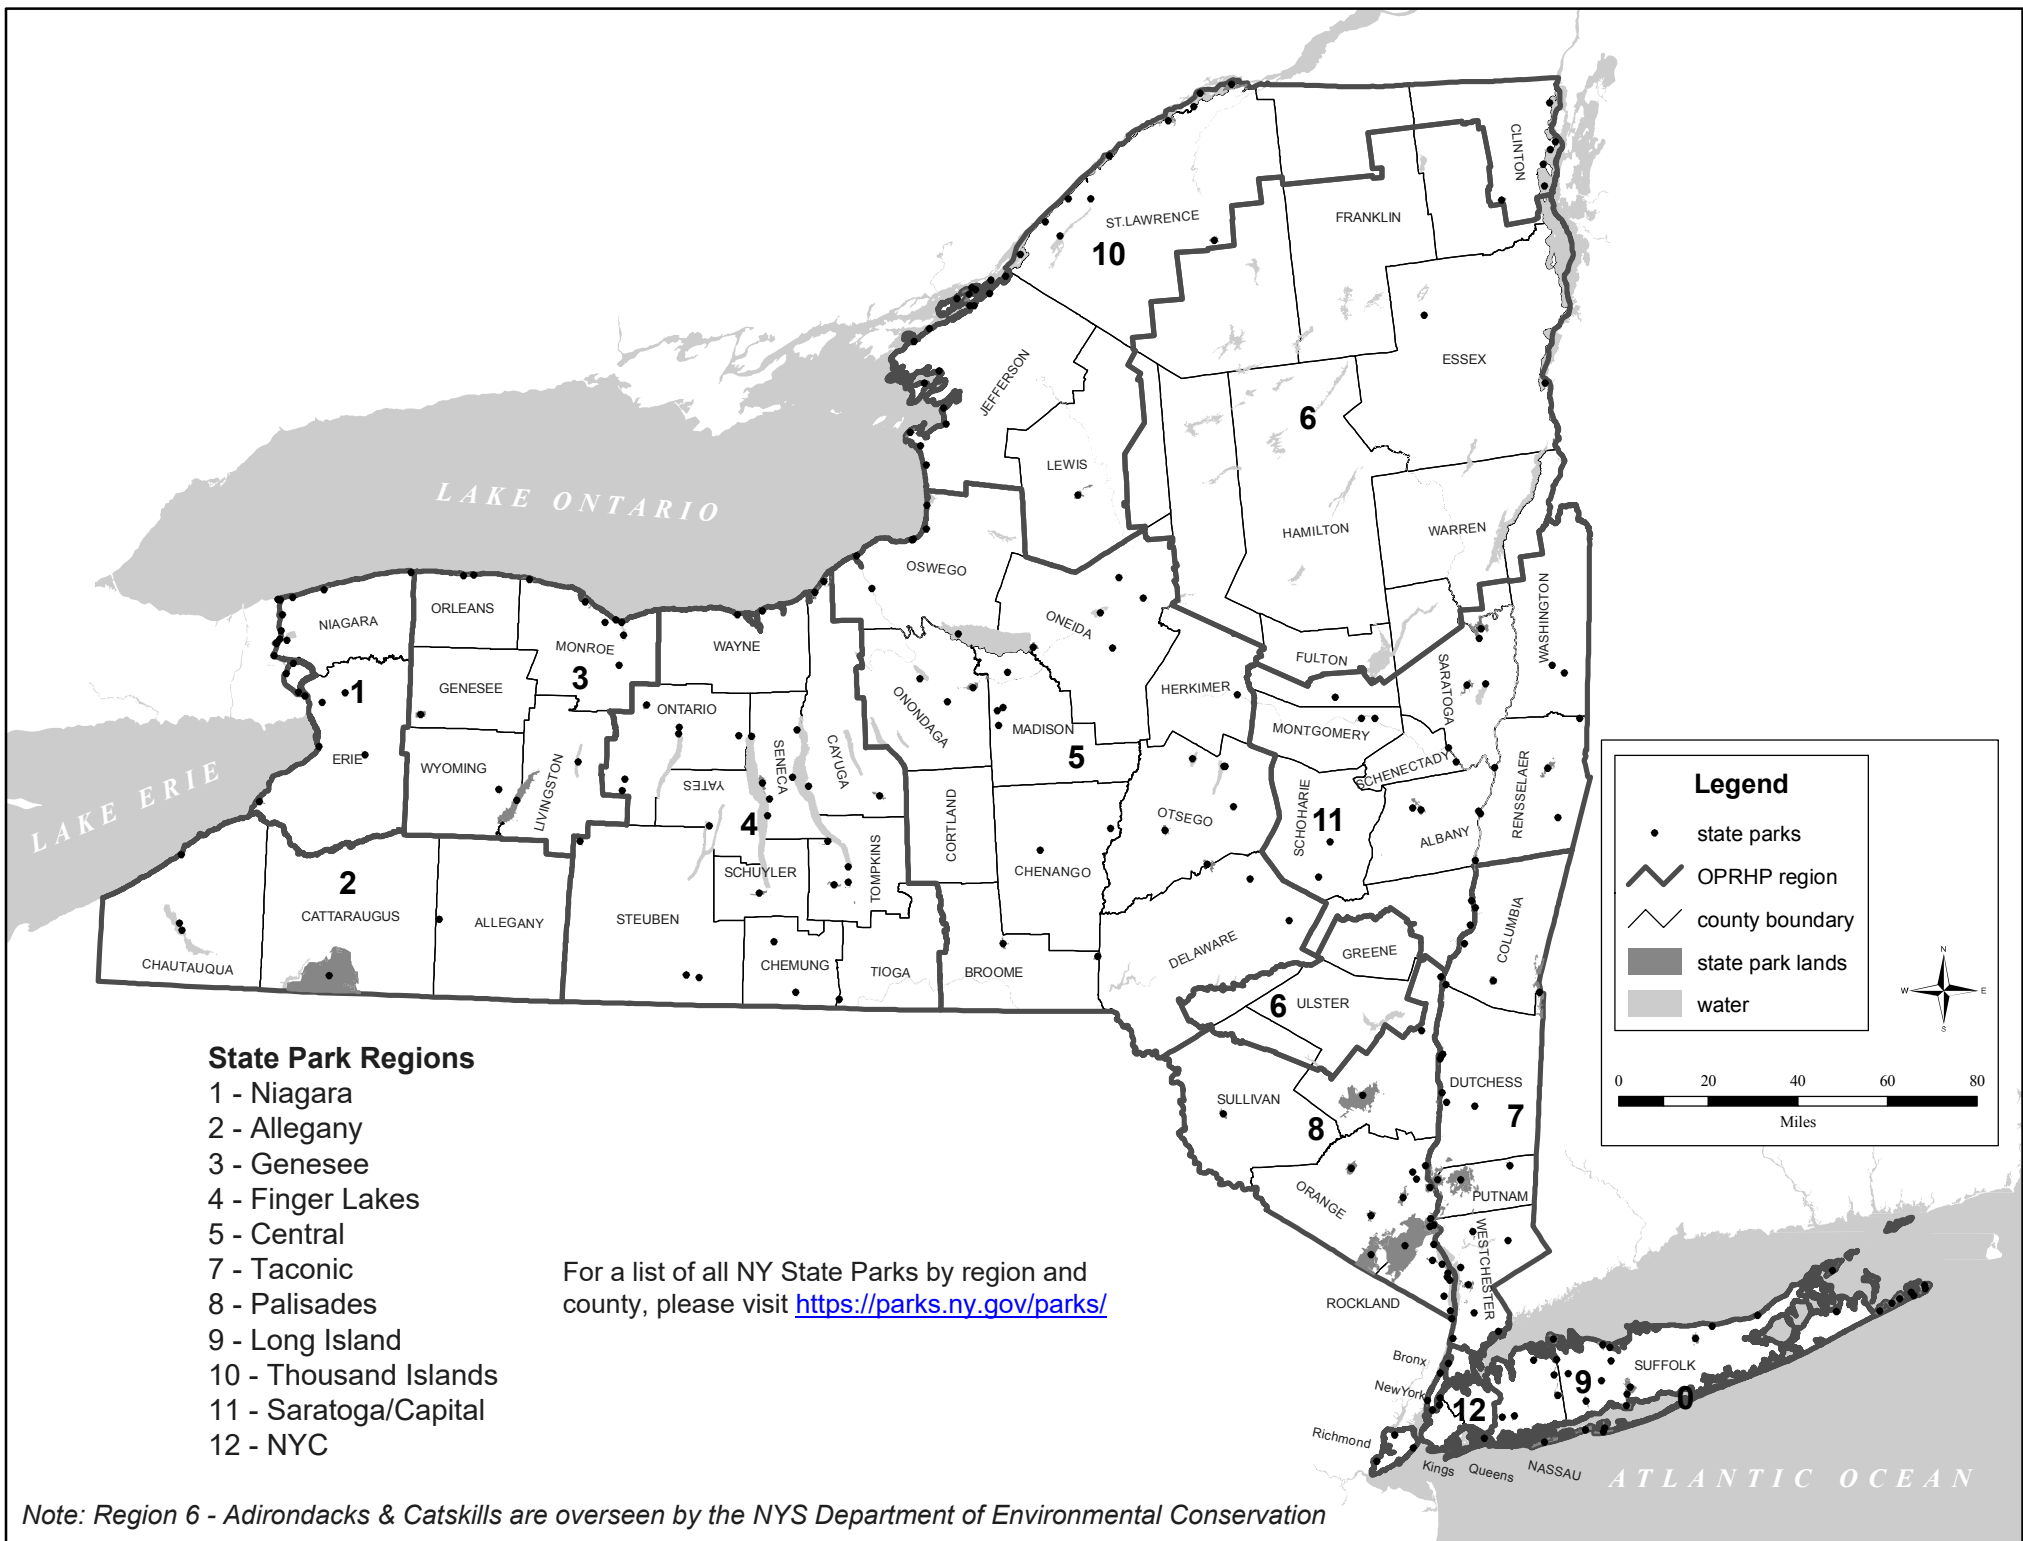 CLINTON
ST.LAWRENCE
FRANKLIN
10
ESSEX
JEFFERSON
6
LEWIS
LAKE ONTARIO
HAMILTON
WARREN
OSWEGO
WASHINGTON
ORLEANS
NIAGARA
ONEIDA
MONROE
WAYNE
FULTON
3
SARATOGA
GENESEE
HERKIMER
1
ONTARIO
ONONDAGA
MADISON
MONTGOMERY
5
ERIE
WYOMING
SENECA
CAYUGA
SCHENECTADY
YATES
LIVINGSTON
LAKE ERIE
4
CORTLAND
OTSEGO
SCHOHARIE
11
ALBANY
RENSSELAER
SCHUYLER
TOMPKINS
CHENANGO
2
CATTARAUGUS
ALLEGANY
STEUBEN
COLUMBIA
DELAWARE
GREENE
CHAUTAUQUA
CHEMUNG
TIOGA
BROOME
6
ULSTER
DUTCHESS
SULLIVAN
7
8
ORANGE
PUTNAM
WESTCHESTER
ROCKLAND
Bronx
SUFFOLK
NewYork
9
0
12
Richmond
Kings
Queens
NASSAU
ATLANTIC OCEAN
Legend
state parks
OPRHP region
county boundary
state park lands
water
N
W
E
S
0 20 40 60 80
Miles
State Park Regions
1 - Niagara
2 - Allegany
3 - Genesee
4 - Finger Lakes
5 - Central
7 - Taconic
8 - Palisades
9 - Long Island
10 - Thousand Islands
11 - Saratoga/Capital
12 - NYC
For a list of all NY State Parks by region and
county, please visit https://parks.ny.gov/parks/
Note: Region 6 - Adirondacks & Catskills are overseen by the NYS Department of Environmental Conservation